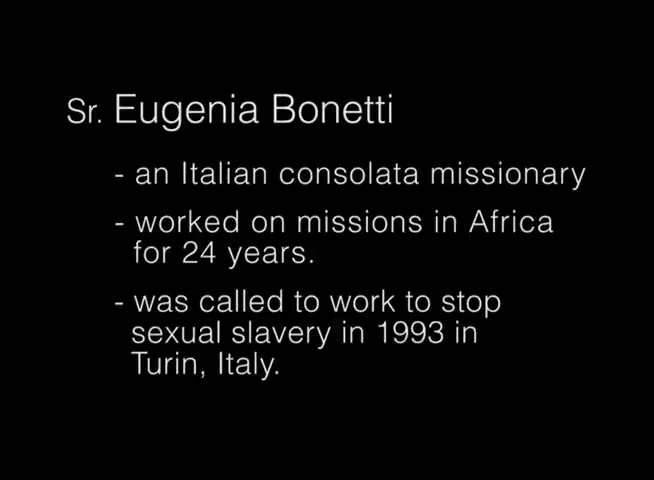 Sr. Eugenia Bonetti
- an Italian consolata missionary
- worked on missions in Africa
for 24 years.
- was called to work to stop
sexual slavery in 1993 in
Turin, Italy.